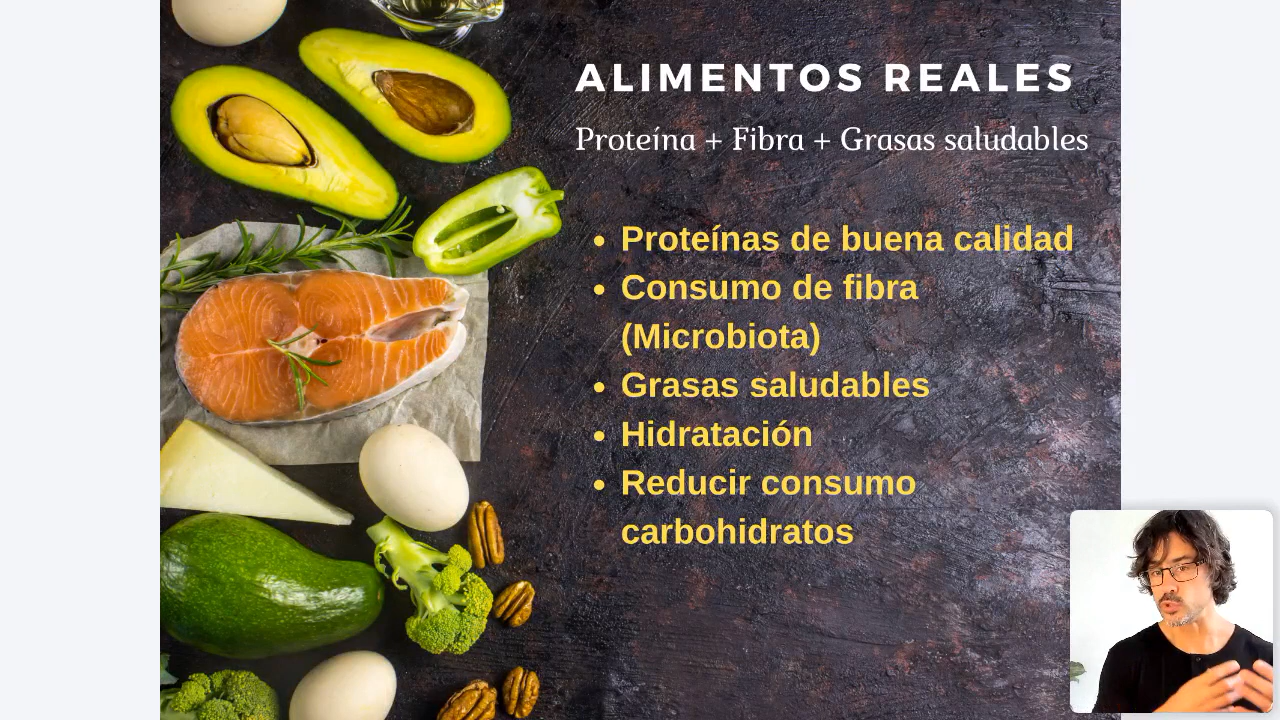 ALIMENTOS REALES
Proteína + Fibra + Grasas saludables
• Proteínas de buena calidad
• Consumo de fibra
(Microbiota)
• Grasas saludables
• Hidratación
• Reducir consumo
carbohidratos